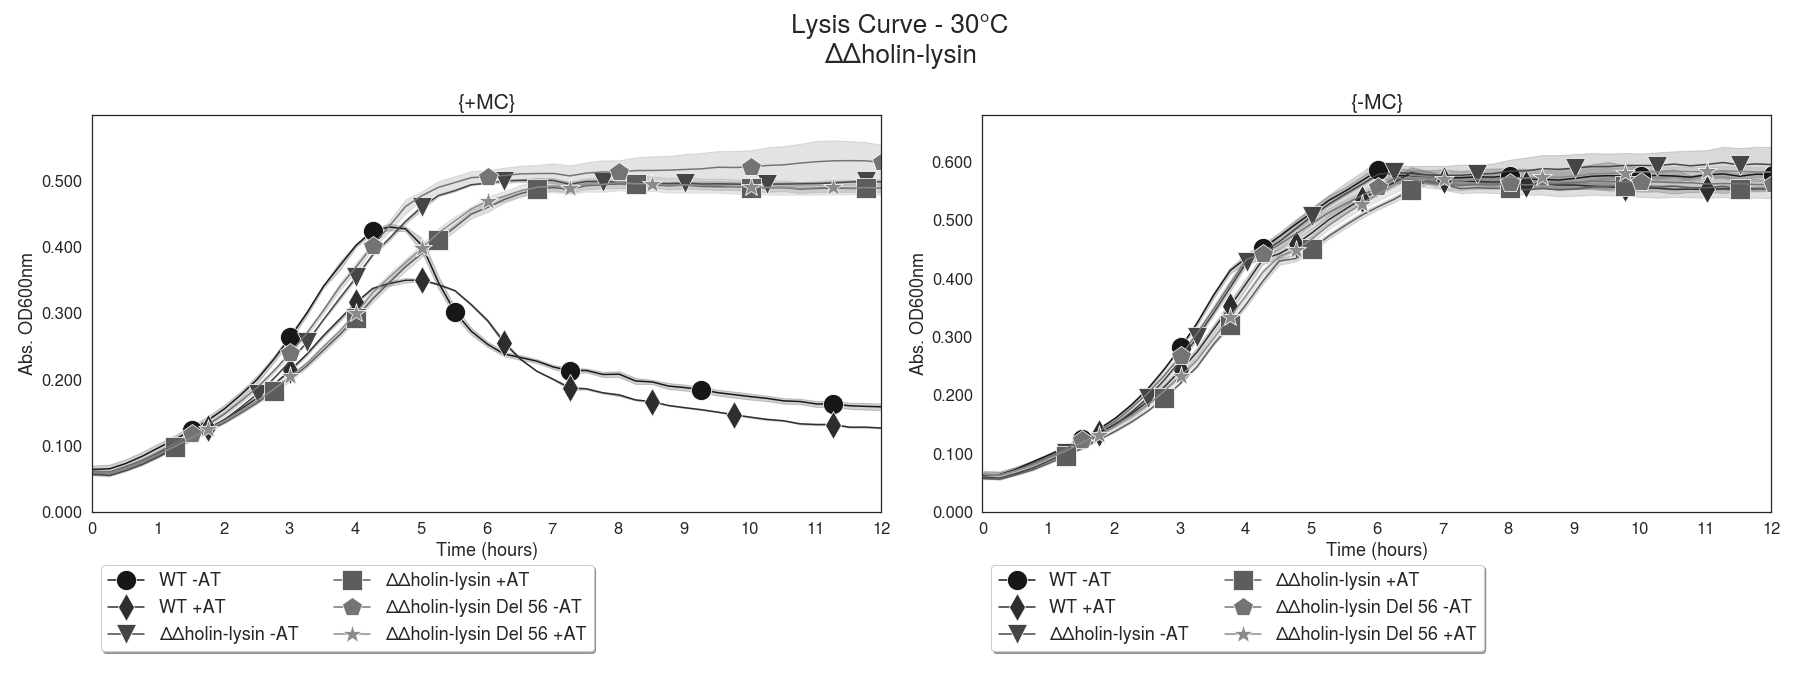 Lysis Curve - 30°C
ΔΔholin-lysin
{+MC}
Abs. OD600nm
0.500
0.400
0.300
0.200
0.100
0.000
0 1 2 3 4 5 6 7 8 9 10 11 12
Time (hours)
WT -AT
WT +AT
ΔΔholin-lysin -AT
ΔΔholin-lysin +AT
ΔΔholin-lysin Del 56 -AT
ΔΔholin-lysin Del 56 +AT
{-MC}
Abs. OD600nm
0.600
0.500
0.400
0.300
0.200
0.100
0.000
0 1 2 3 4 5 6 7 8 9 10 11 12
Time (hours)
WT -AT
WT +AT
ΔΔholin-lysin -AT
ΔΔholin-lysin +AT
ΔΔholin-lysin Del 56 -AT
ΔΔholin-lysin Del 56 +AT